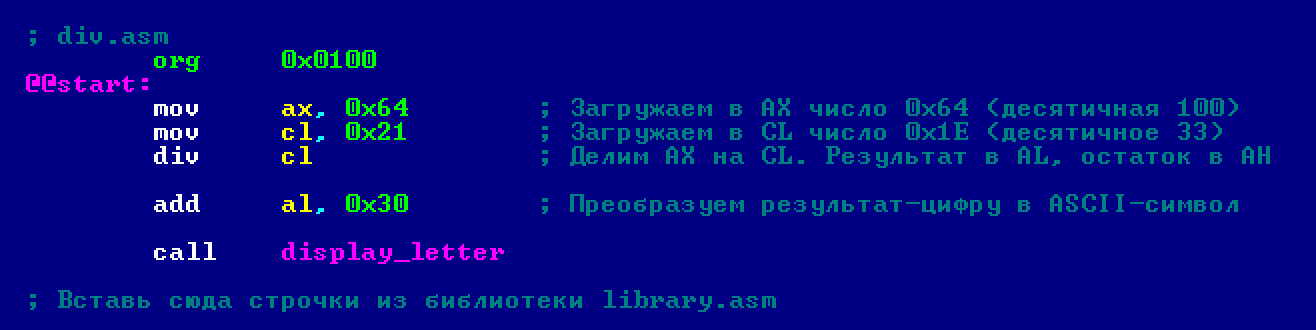 ; div.asm
org 0x0100
@@start:
mov ax, 0x64 ; Загружаем в AX число 0x64 (десятичная 100)
mov cl, 0x21 ; Загружаем в CL число 0x1E (десятичное 33)
div cl ; Делим AX на CL. Результат в AL, остаток в AH
add al, 0x30 ; Преобразуем результат-цифру в ASCII-символ
call display_letter
; Вставь сюда строчки из библиотеки library.asm